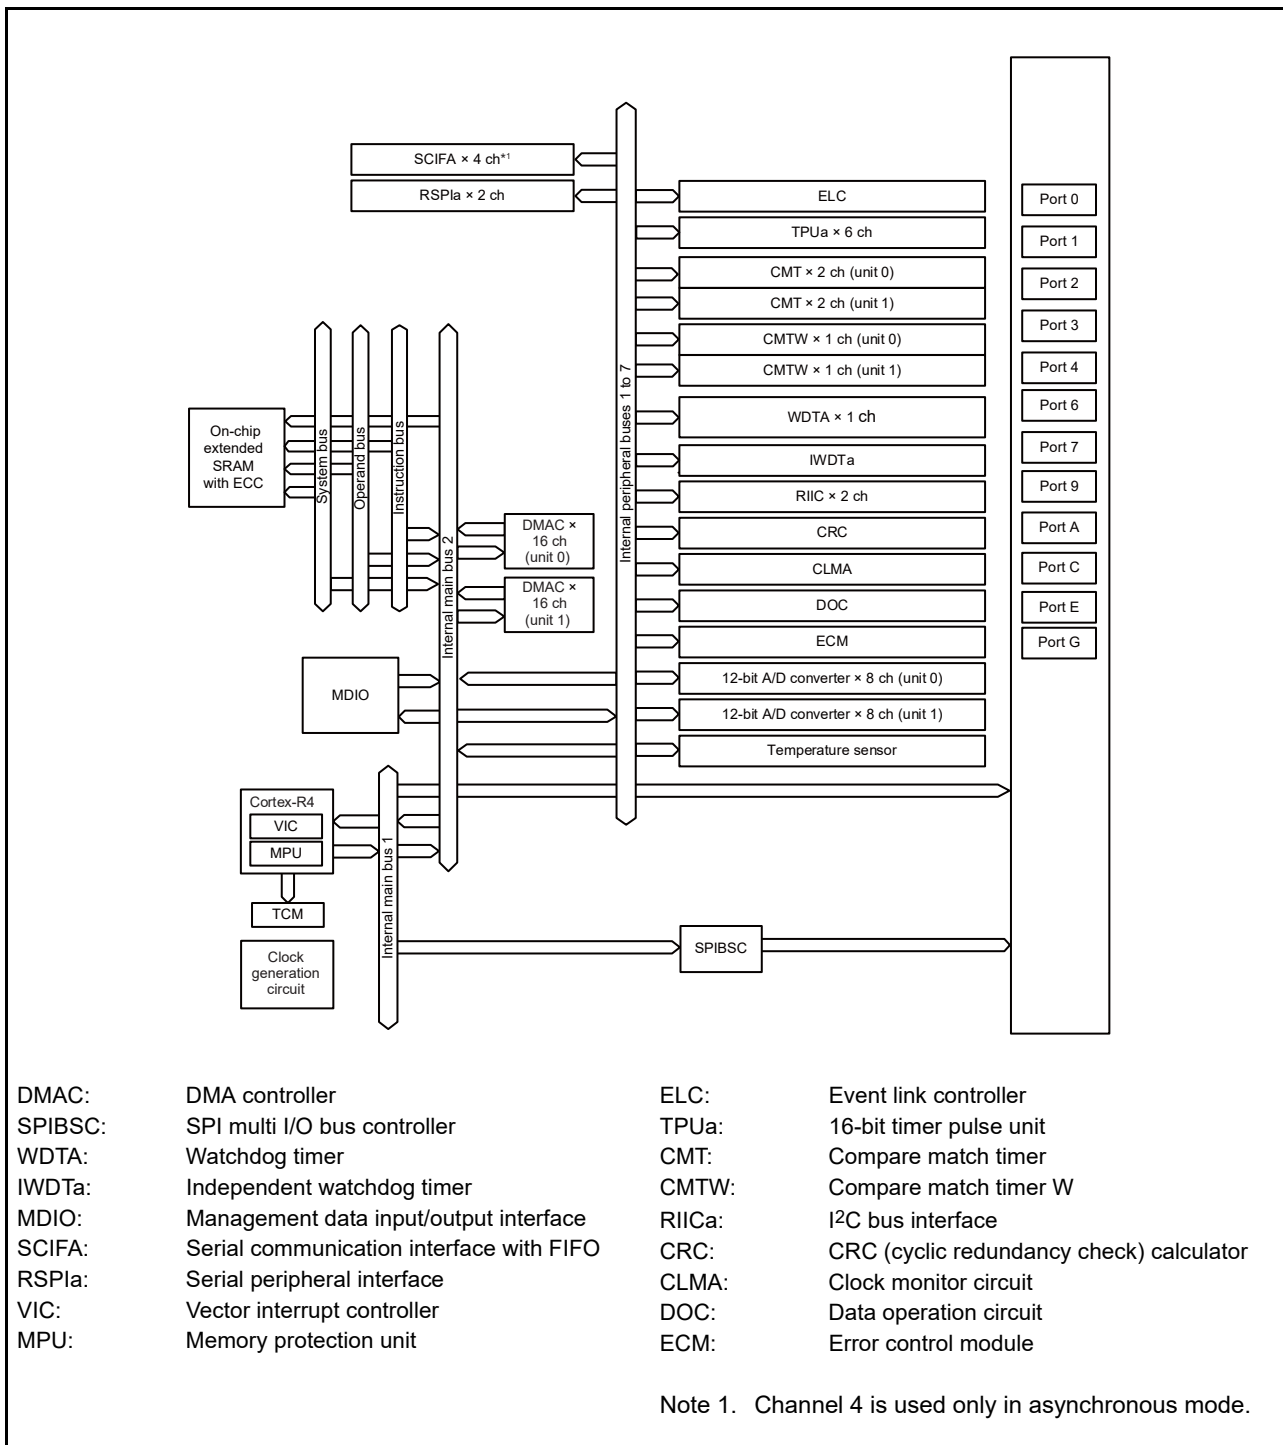 SCIFA × 4 ch*1
RSPIa × 2 ch
ELC
TPUa × 6 ch
CMT × 2 ch (unit 0)
CMT × 2 ch (unit 1)
CMTW × 1 ch (unit 0)
CMTW × 1 ch (unit 1)
WDTA × 1 ch
IWDTa
RIIC × 2 ch
CRC
CLMA
DOC
ECM
12-bit A/D converter × 8 ch (unit 0)
12-bit A/D converter × 8 ch (unit 1)
Temperature sensor
Port 0
Port 1
Port 2
Port 3
Port 4
Port 6
Port 7
Port 9
Port A
Port C
Port E
Port G
On-chip
extended
SRAM
with ECC
System bus
Operand bus
Instruction bus
Internal main bus 2
Internal peripheral buses 1 to 7
DMAC ×
16 ch
(unit 0)
DMAC ×
16 ch
(unit 1)
MDIO
Cortex-R4
VIC
MPU
TCM
Clock
generation
circuit
Internal main bus 1
SPIBSC
DMAC: DMA controller
SPIBSC: SPI multi I/O bus controller
WDTA: Watchdog timer
IWDTa: Independent watchdog timer
MDIO: Management data input/output interface
SCIFA: Serial communication interface with FIFO
RSPIa: Serial peripheral interface
VIC: Vector interrupt controller
MPU: Memory protection unit
ELC: Event link controller
TPUa: 16-bit timer pulse unit
CMT: Compare match timer
CMTW: Compare match timer W
RIICa: I2C bus interface
CRC: CRC (cyclic redundancy check) calculator
CLMA: Clock monitor circuit
DOC: Data operation circuit
ECM: Error control module
Note 1. Channel 4 is used only in asynchronous mode.